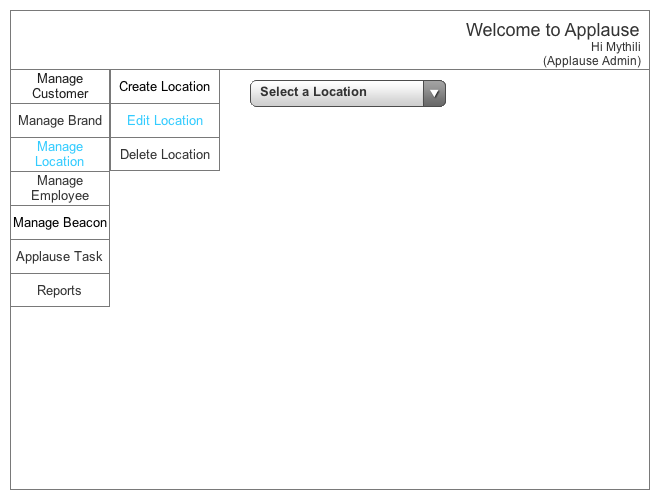 Welcome to Applause
Hi Mythili
(Applause Admin)
Manage
Customer
Manage Brand
Manage
Location
Manage
Employee
Manage Beacon
Applause Task
Reports
Create Location
Edit Location
Delete Location
Select a Location